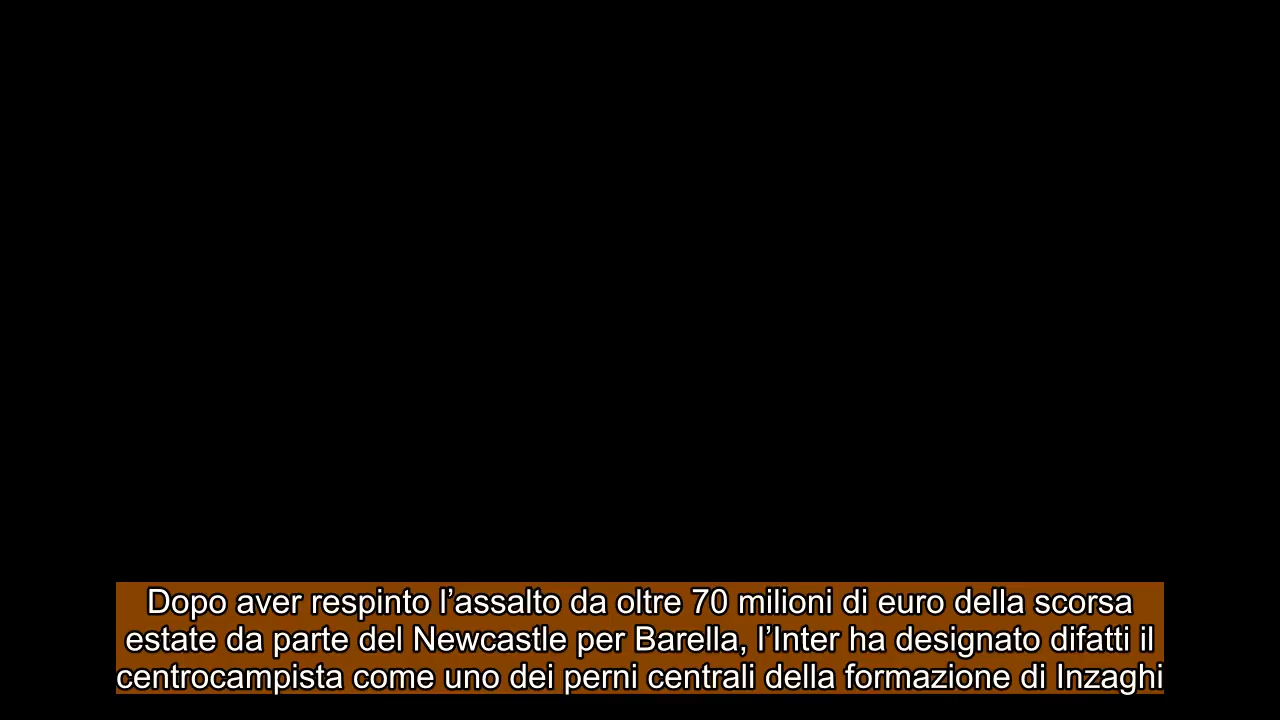 Dopo aver respinto l’assalto da oltre 70 milioni di euro della scorsa
estate da parte del Newcastle per Barella, l’Inter ha designato difatti il
centrocampista come uno dei perni centrali della formazione di Inzaghi